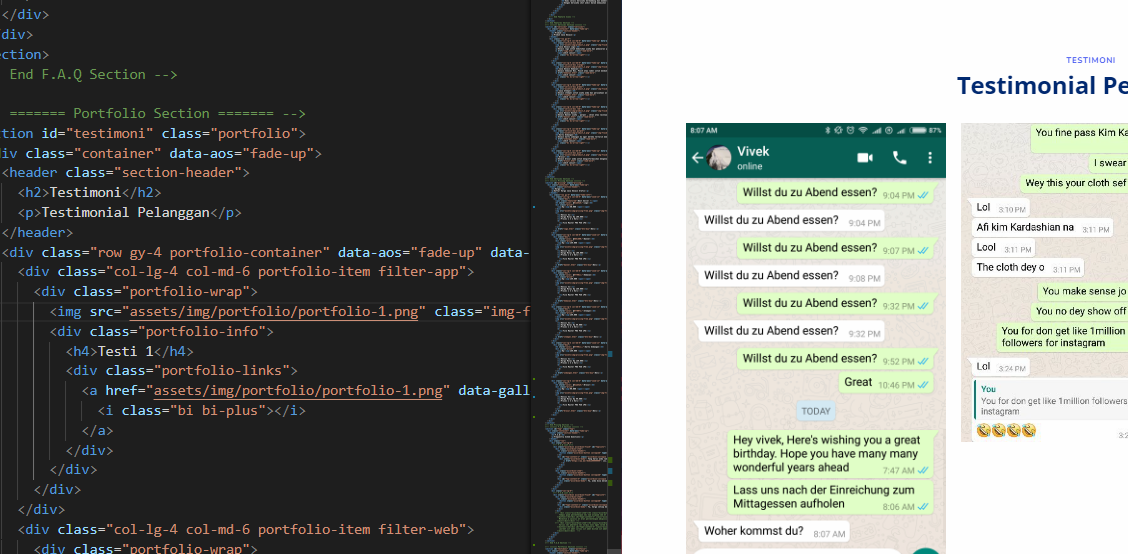 </div>
div>
ection>
End F.A.Q Section -->
======= Portfolio Section ======= -->
tion id="testimoni" class="portfolio">
div class="container" data-aos="fade-up">
<header class="section-header">
<h2>Testimoni</h2>
<p>Testimonial Pelanggan</p>
</header>
<div class="row gy-4 portfolio-container" data-aos="fade-up" data-
<div class="col-lg-4 col-md-6 portfolio-item filter-app">
<div class="portfolio-wrap">
<img src="assets/img/portfolio/portfolio-1.png" class="img-f
<div class="portfolio-info">
<h4>Testi 1</h4>
<div class="portfolio-links">
<a href="assets/img/portfolio/portfolio-1.png" data-gall
<i class="bi bi-plus"></i>
</a>
</div>
</div>
</div>
</div>
<div class="col-lg-4 col-md-6 portfolio-item filter-web">
<div class="portfolio-wrap">
TESTIMONI
Testimonial Pe
8:07 AM 87%
Vivek
online
Willst du zu Abend essen? 9:04 PM
Willst du zu Abend essen? 9:04 PM
Willst du zu Abend essen? 9:07 PM
Willst du zu Abend essen? 9:08 PM
Willst du zu Abend essen? 9:32 PM
Willst du zu Abend essen? 9:32 PM
Willst du zu Abend essen? 9:52 PM
Great 10:46 PM
TODAY
Hey vivek, Here's wishing you a great
birthday. Hope you have many many
wonderful years ahead 7:47 AM
Lass uns nach der Einreichung zum
Mittagessen aufholen 8:06 AM
Woher kommst du? 8:07 AM
You fine pass Kim Ka
I swear
Wey this your cloth sef
Lol 3:10 PM
Afi kim Kardashian na 3:11 PM
Lool 3:11 PM
The cloth dey o 3:11 PM
You make sense jo
You no dey show off
You for don get like 1million
followers for instagram
Lol 3:24 PM
You
You for don get like 1million followers
instagram